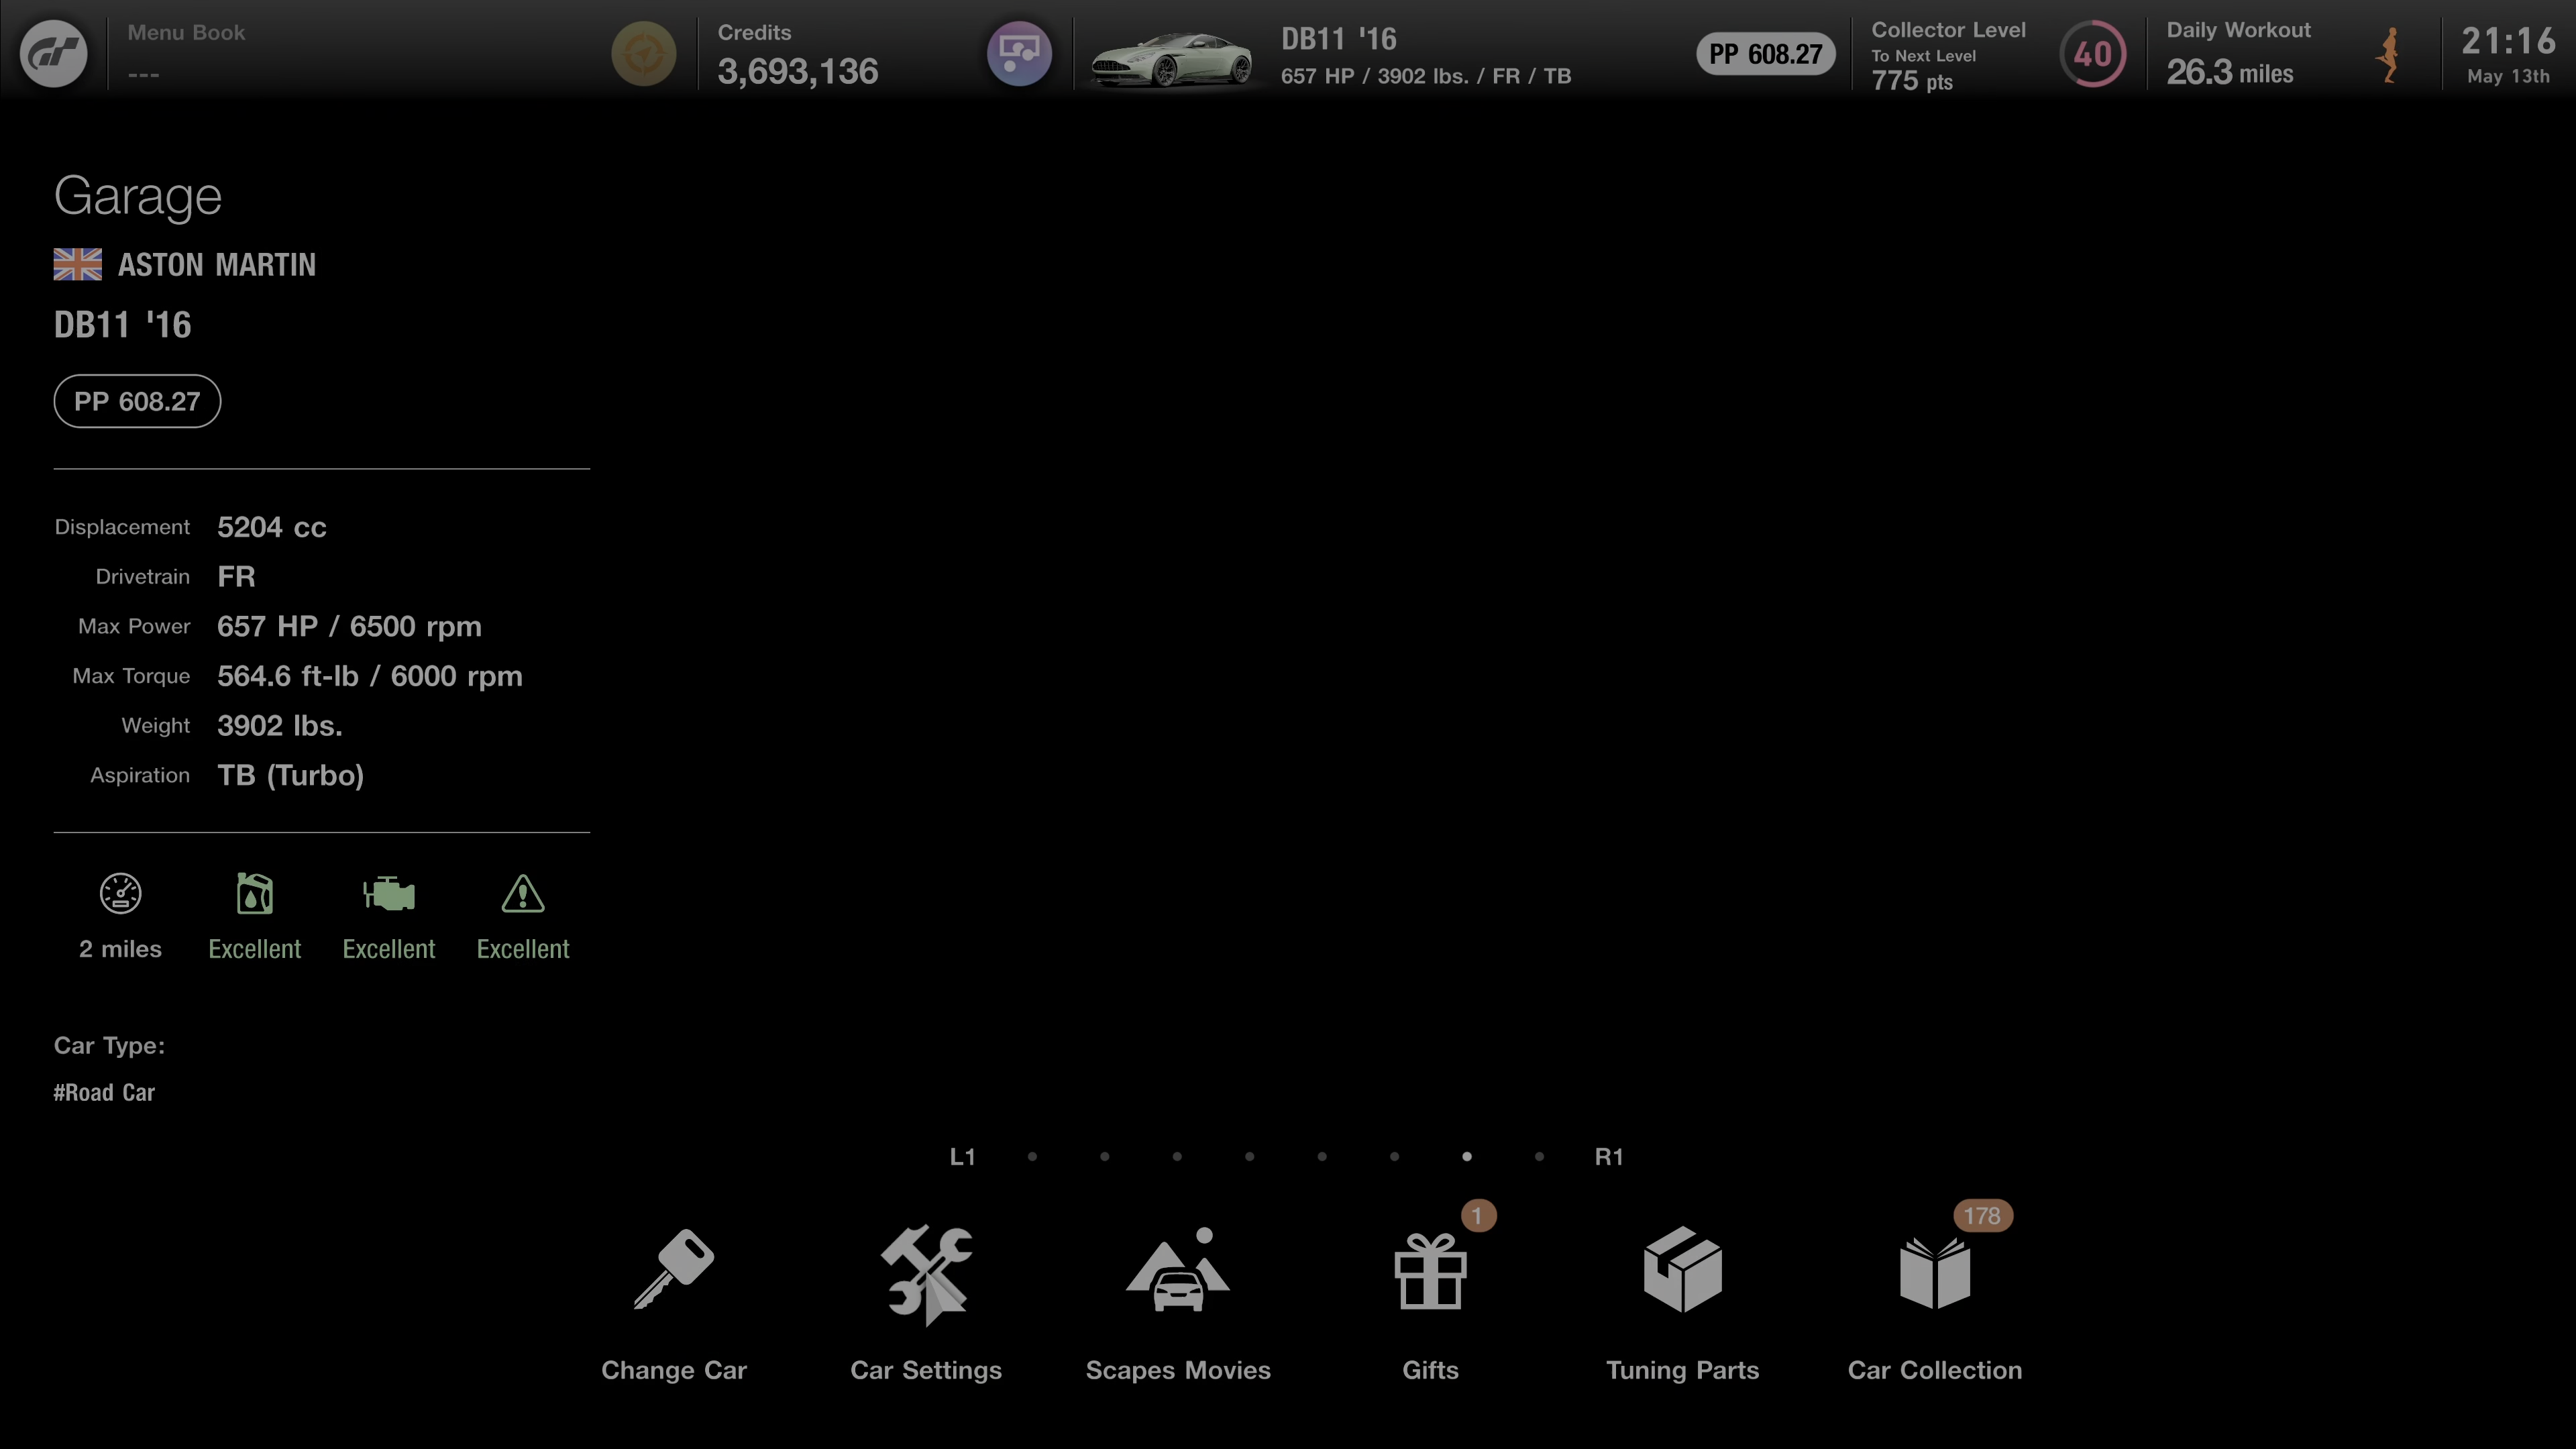 Menu Book
---
Credits
3,693,136
DB11 '16
657 HP / 3902 lbs. / FR / TB
PP 608.27
Collector Level
To Next Level
775 pts
40
Daily Workout
26.3 miles
21:16
May 13th
Garage
ASTON MARTIN
DB11 '16
PP 608.27
Displacement 5204 cc
Drivetrain FR
Max Power 657 HP / 6500 rpm
Max Torque 564.6 ft-lb / 6000 rpm
Weight 3902 lbs.
Aspiration TB (Turbo)
2 miles Excellent Excellent Excellent
Car Type:
#Road Car
L1 R1
1 178
Change Car Car Settings Scapes Movies Gifts Tuning Parts Car Collection